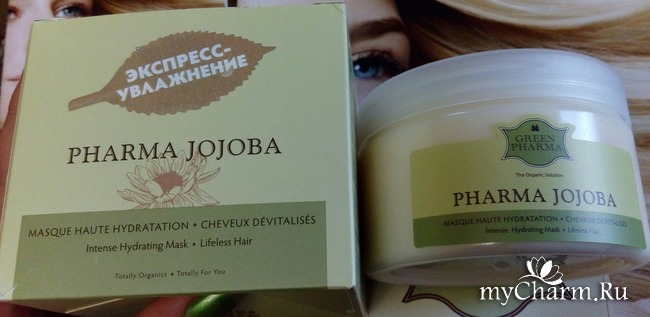 ЭКСПРЕСС-
УВЛАЖНЕНИЕ
PHARMA JOJOBA
MASQUE HAUTE HYDRATATION • CHEVEUX DÉVITALISÉS
Intense Hydrating Mask • Lifeless Hair
Totally Organics • Totally For You
GREEN
PHARMA
The Organic Solution
PHARMA JOJOBA
MASQUE HAUTE HYDRATATION • CHEVEUX DÉVITALISÉS
Intense Hydrating Mask • Lifeless Hair
myCharm.Ru